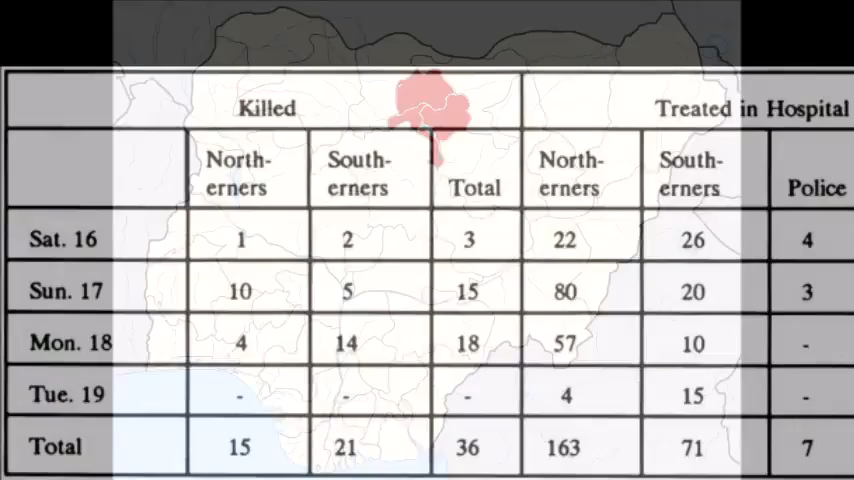 Killed Treated in Hospital
North-erners South-erners Total North-erners South-erners Police
Sat. 16 1 2 3 22 26 4
Sun. 17 10 5 15 80 20 3
Mon. 18 4 14 18 57 10 -
Tue. 19 - - - 4 15 -
Total 15 21 36 163 71 7